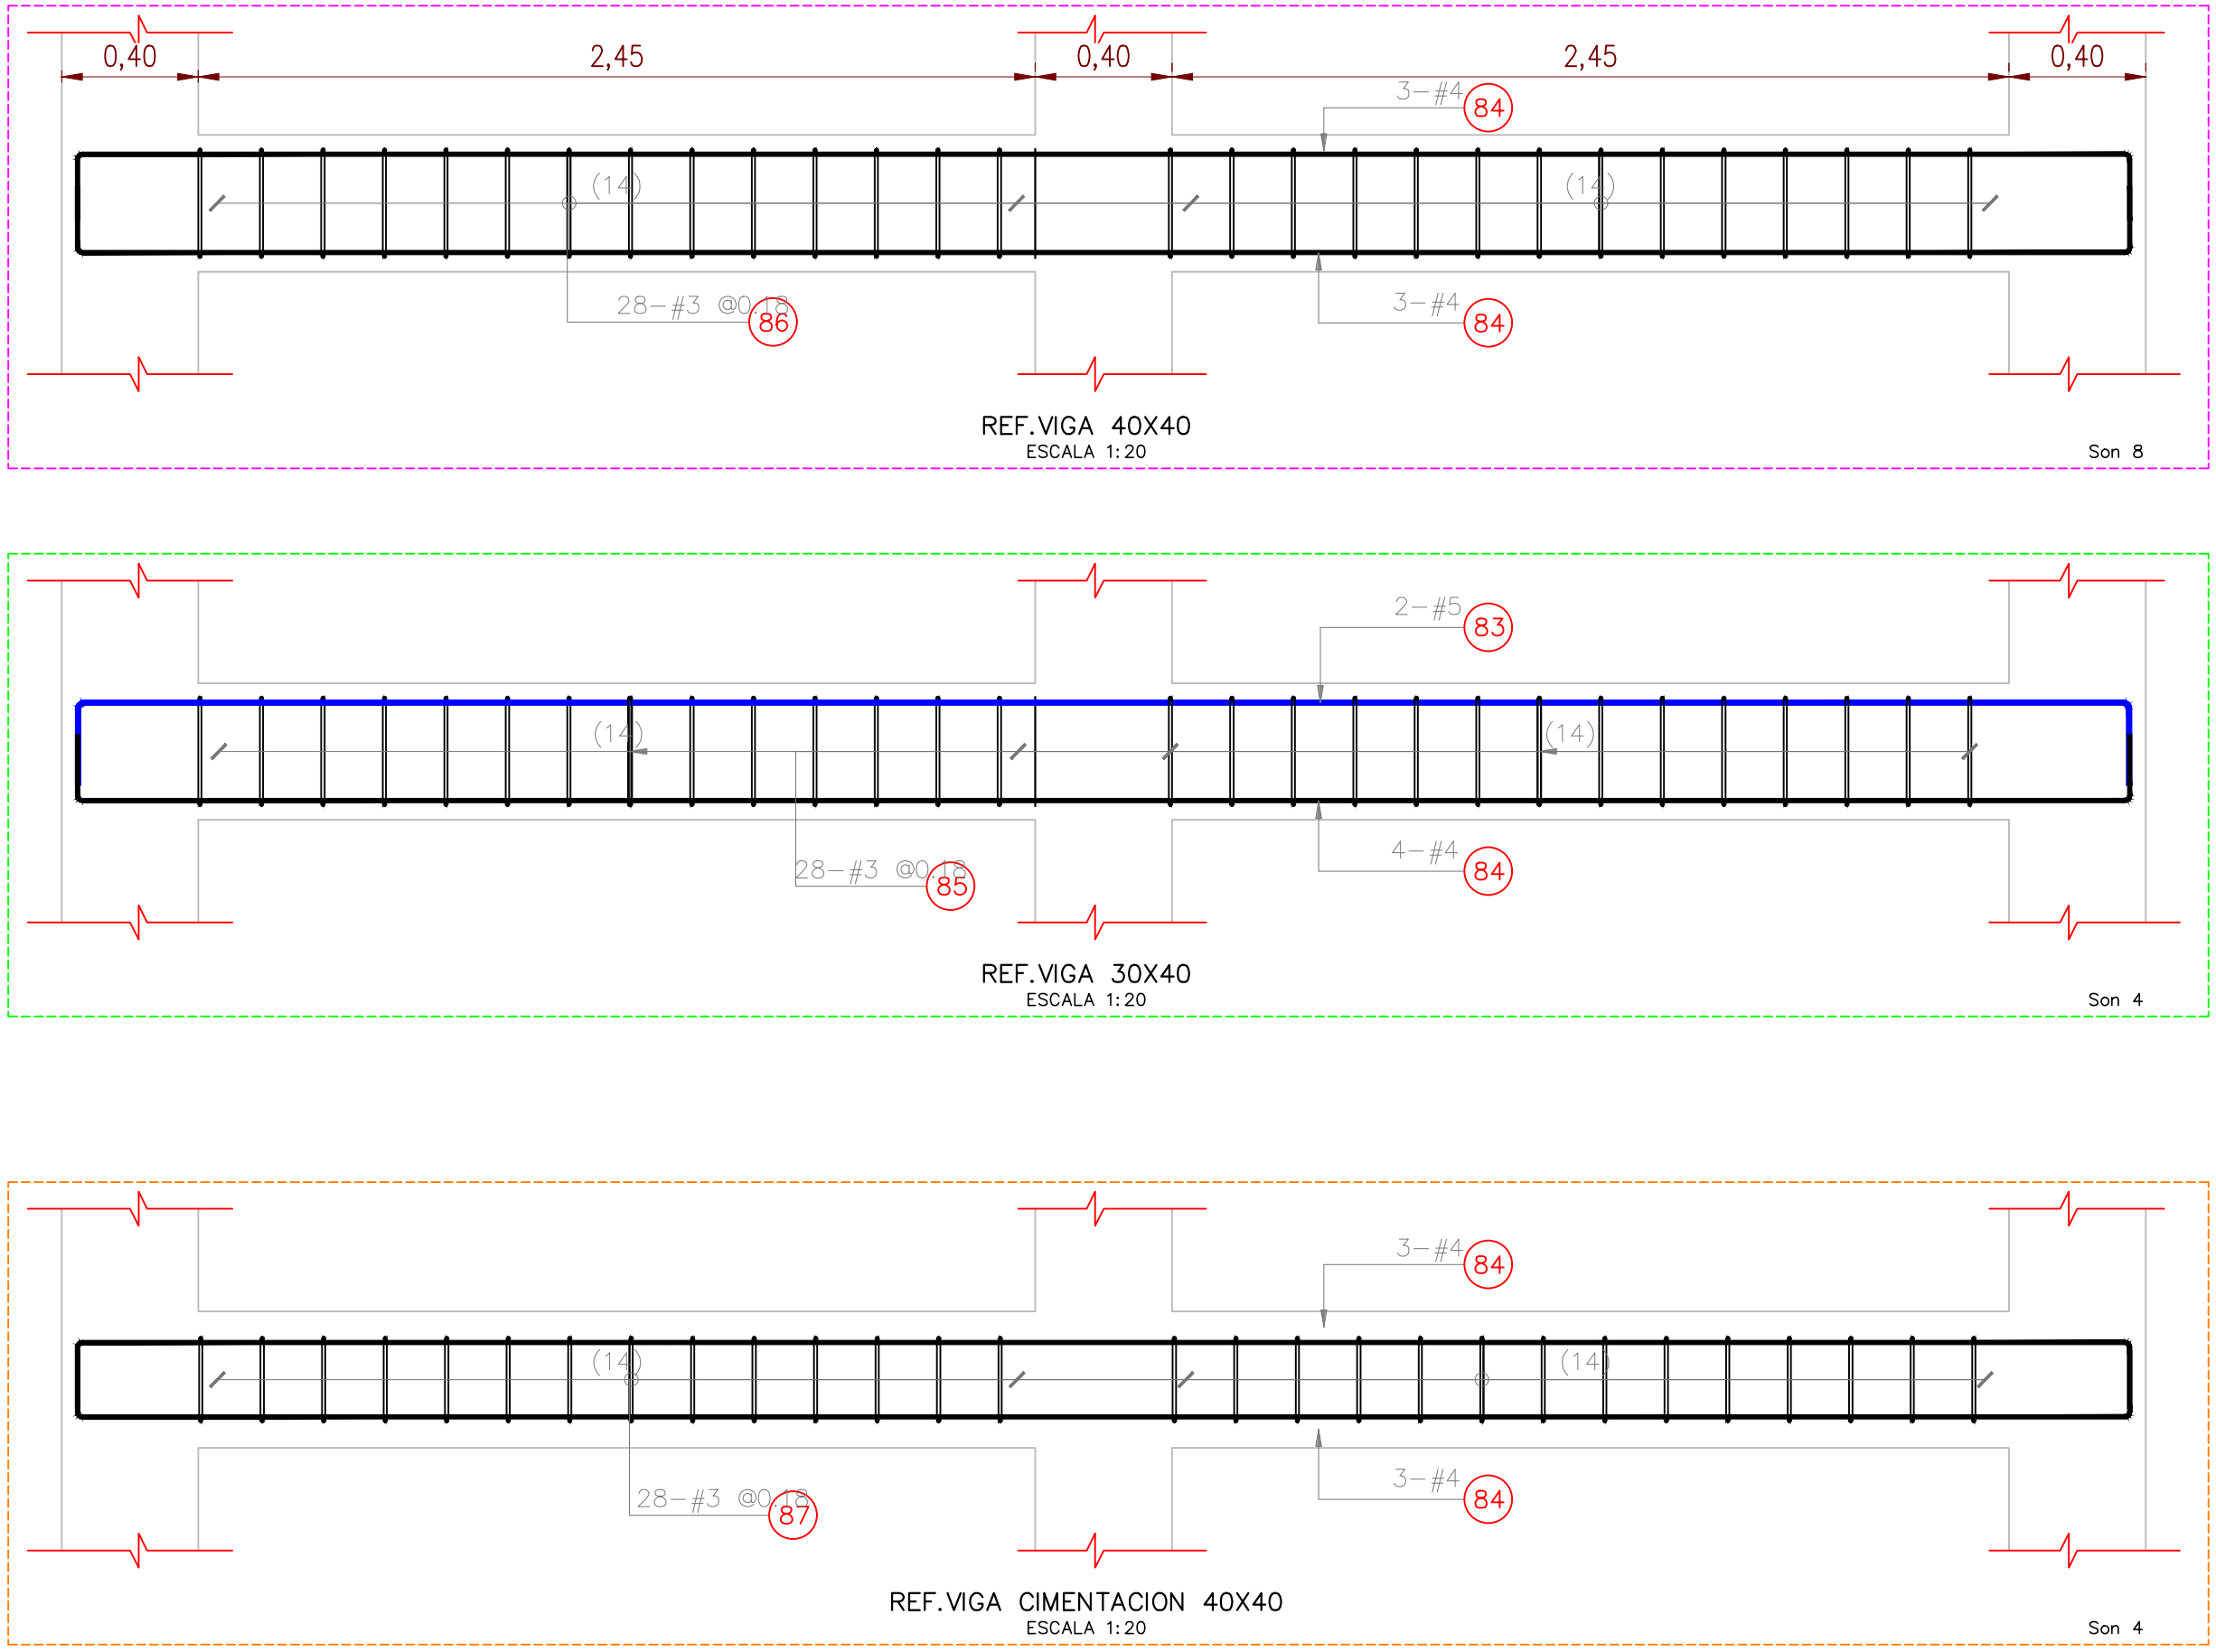 0,40 2,45 0,40 2,45 0,40
3-#4 84
(14) (14)
28-#3 @0.18 86
3-#4 84
REF.VIGA 40X40
ESCALA 1:20
Son 8
2-#5 83
(14) (14)
4-#4 84
28-#3 @0.18 85
REF.VIGA 30X40
ESCALA 1:20
Son 4
3-#4 84
(14) (14)
3-#4 84
28-#3 @0.18 87
REF.VIGA CIMENTACION 40X40
ESCALA 1:20
Son 4